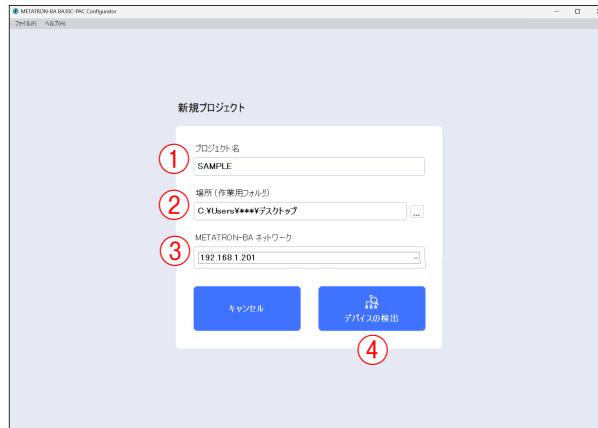 METATRON-BA BA30C-PAC Configurator
ファイル(F) ヘルプ(H)
新規プロジェクト
プロジェクト名
① SAMPLE
場所 (作業用フォルダ)
② C:¥Users¥***¥デスクトップ ...
METATRON-BA ネットワーク
③ 192.168.1.201
キャンセル デバイスの検出
④